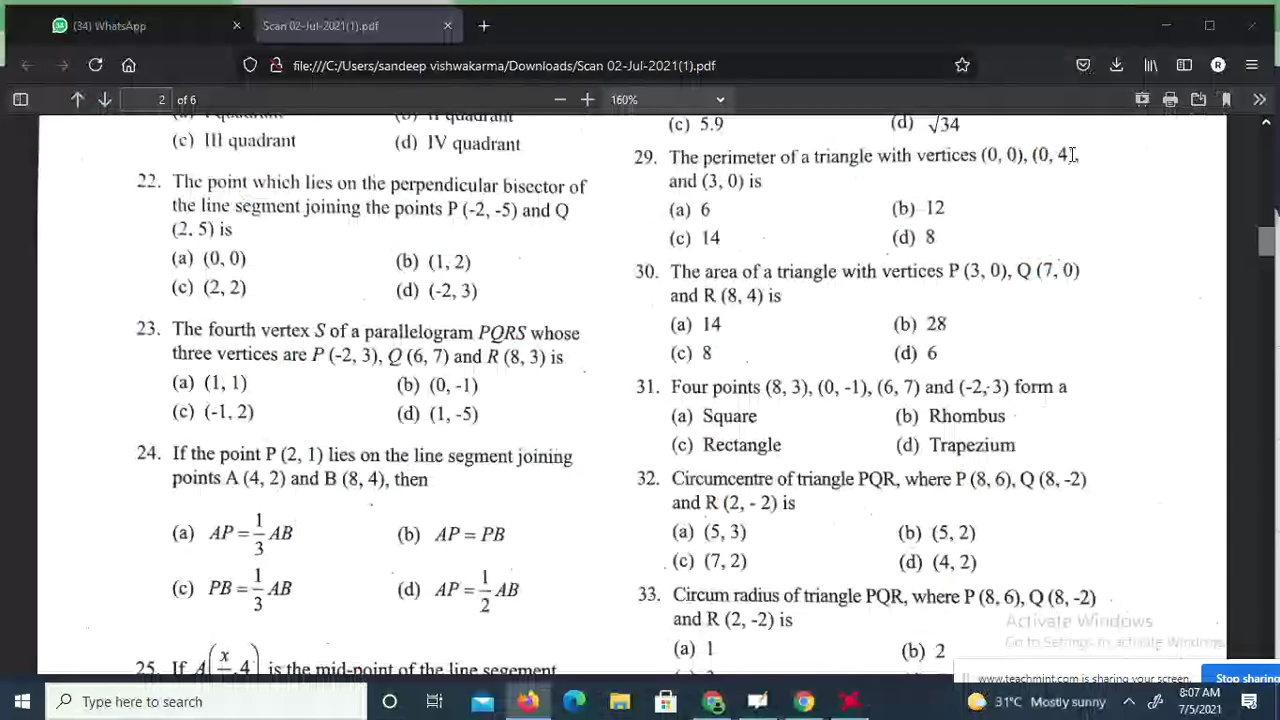 (34) WhatsApp
Scan 02-Jul-2021(1).pdf
file:///C:/Users/sandeep vishwakarma/Downloads/Scan 02-Jul-2021(1).pdf
2 of 6
160%
(c) III quadrant
(d) IV quadrant
22. The point which lies on the perpendicular bisector of
the line segment joining the points P (-2, -5) and Q
(2, 5) is
(a) (0, 0)
(b) (1, 2)
(c) (2, 2)
(d) (-2, 3)
23. The fourth vertex S of a parallelogram PQRS whose
three vertices are P (-2, 3), Q (6, 7) and R (8, 3) is
(a) (1, 1)
(b) (0, -1)
(c) (-1, 2)
(d) (1, -5)
24. If the point P (2, 1) lies on the line segment joining
points A (4, 2) and B (8, 4), then
(a) AP = 1/3 AB
(b) AP = PB
(c) PB = 1/3 AB
(d) AP = 1/2 AB
25. If A(x/ , 4) is the mid-point of the line segement
(c) 5.9
(d) √34
29. The perimeter of a triangle with vertices (0, 0), (0, 4),
and (3, 0) is
(a) 6
(b) 12
(c) 14
(d) 8
30. The area of a triangle with vertices P (3, 0), Q (7, 0)
and R (8, 4) is
(a) 14
(b) 28
(c) 8
(d) 6
31. Four points (8, 3), (0, -1), (6, 7) and (-2, 3) form a
(a) Square
(b) Rhombus
(c) Rectangle
(d) Trapezium
32. Circumcentre of triangle PQR, where P (8, 6), Q (8, -2)
and R (2, - 2) is
(a) (5, 3)
(b) (5, 2)
(c) (7, 2)
(d) (4, 2)
33. Circum radius of triangle PQR, where P (8, 6), Q (8, -2)
and R (2, -2) is
(a) 1
(b) 2
Activate Windows
Go to Settings to activate Windows.
www.teachmint.com is sharing your screen.
Stop sharing
Type here to search
31°C Mostly sunny
8:07 AM
7/5/2021